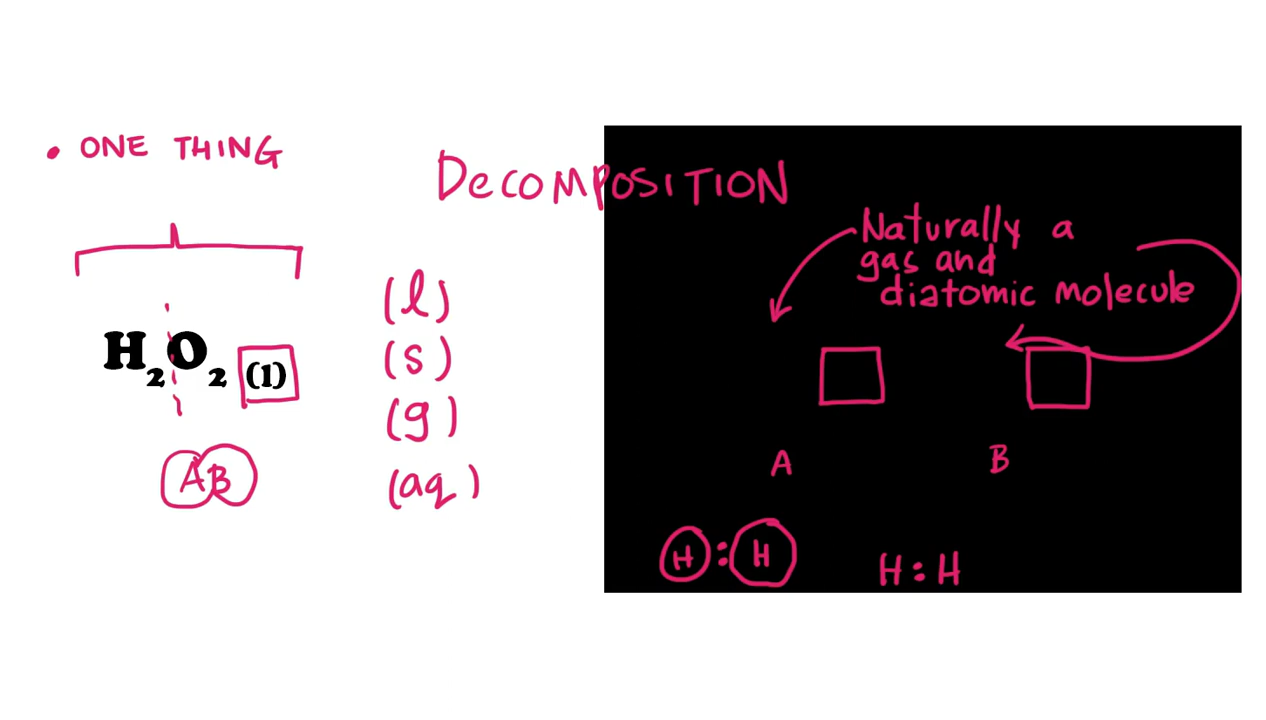 • ONE THING
DecomPOSITION
Naturally a
gas and
diatomic molecule
(l)
(s)
(g)
(aq)
H₂O₂ (l)
AB
A
B
H:H
H:H